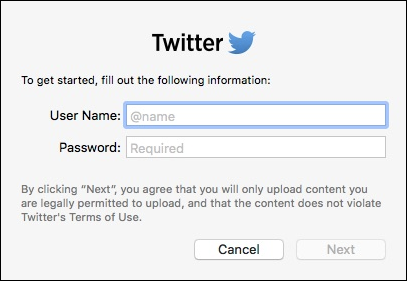 Twitter
To get started, fill out the following information:
User Name: @name
Password: Required
By clicking “Next”, you agree that you will only upload content you
are legally permitted to upload, and that the content does not violate
Twitter's Terms of Use.
Cancel Next